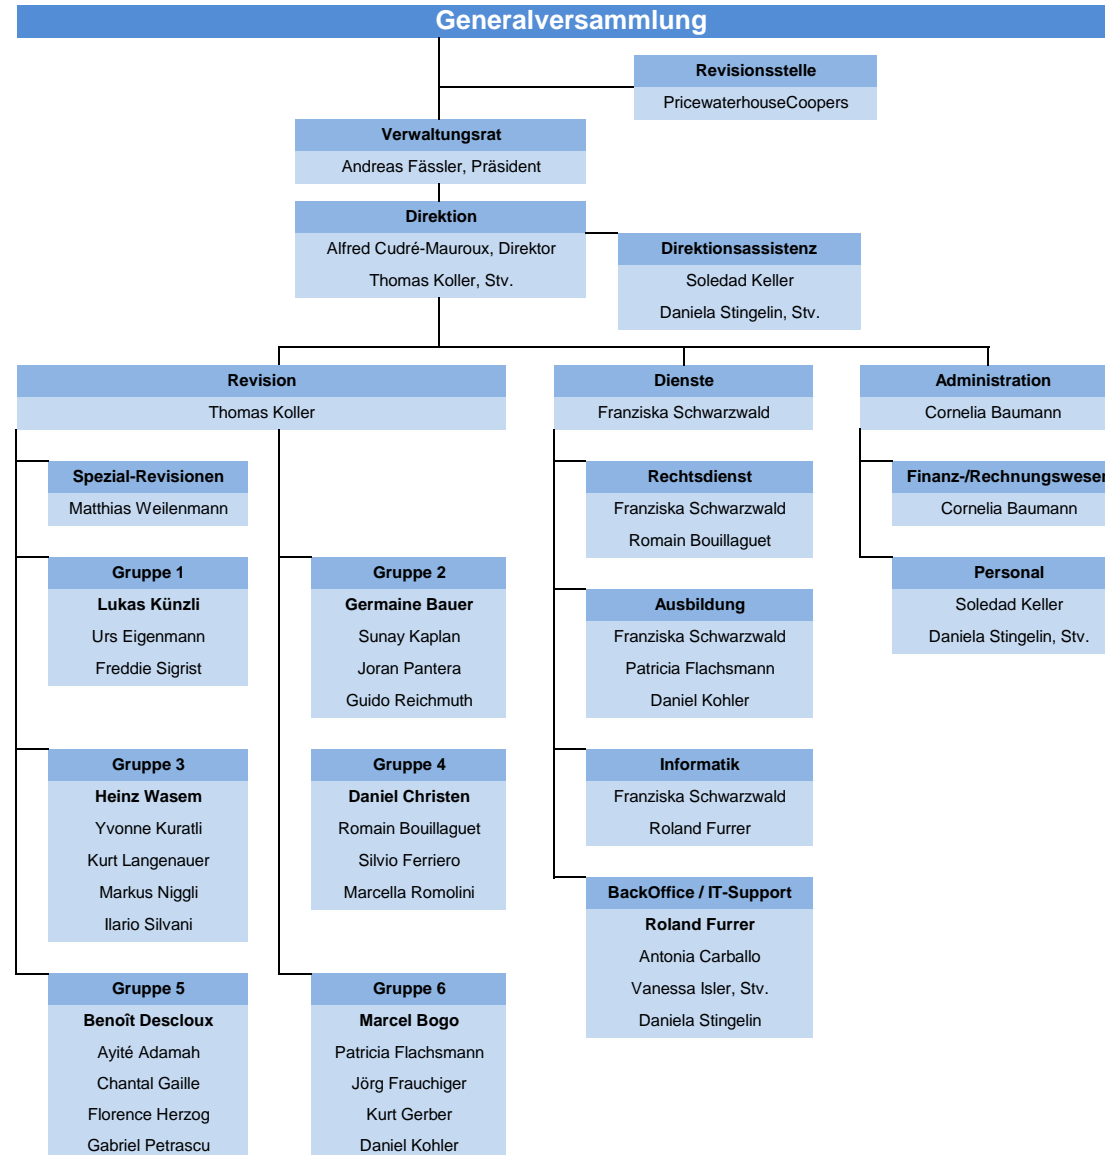 Generalversammlung
Revisionsstelle
PricewaterhouseCoopers
Verwaltungsrat
Andreas Fässler, Präsident
Direktion
Alfred Cudré-Mauroux, Direktor
Thomas Koller, Stv.
Direktionsassistenz
Soledad Keller
Daniela Stingelin, Stv.
Revision
Thomas Koller
Spezial-Revisionen
Matthias Weilenmann
Gruppe 1
Lukas Künzli
Urs Eigenmann
Freddie Sigrist
Gruppe 2
Germaine Bauer
Sunay Kaplan
Joran Pantera
Guido Reichmuth
Gruppe 3
Heinz Wasem
Yvonne Kuratli
Kurt Langenauer
Markus Niggli
Ilario Silvani
Gruppe 4
Daniel Christen
Romain Bouillaguet
Silvio Ferriero
Marcella Romolini
Gruppe 5
Benoît Descloux
Ayité Adamah
Chantal Gaille
Florence Herzog
Gabriel Petrascu
Gruppe 6
Marcel Bogo
Patricia Flachsmann
Jörg Frauchiger
Kurt Gerber
Daniel Kohler
Dienste
Franziska Schwarzwald
Rechtsdienst
Franziska Schwarzwald
Romain Bouillaguet
Ausbildung
Franziska Schwarzwald
Patricia Flachsmann
Daniel Kohler
Informatik
Franziska Schwarzwald
Roland Furrer
BackOffice / IT-Support
Roland Furrer
Antonia Carballo
Vanessa Isler, Stv.
Daniela Stingelin
Administration
Cornelia Baumann
Finanz-/Rechnungswesen
Cornelia Baumann
Personal
Soledad Keller
Daniela Stingelin, Stv.